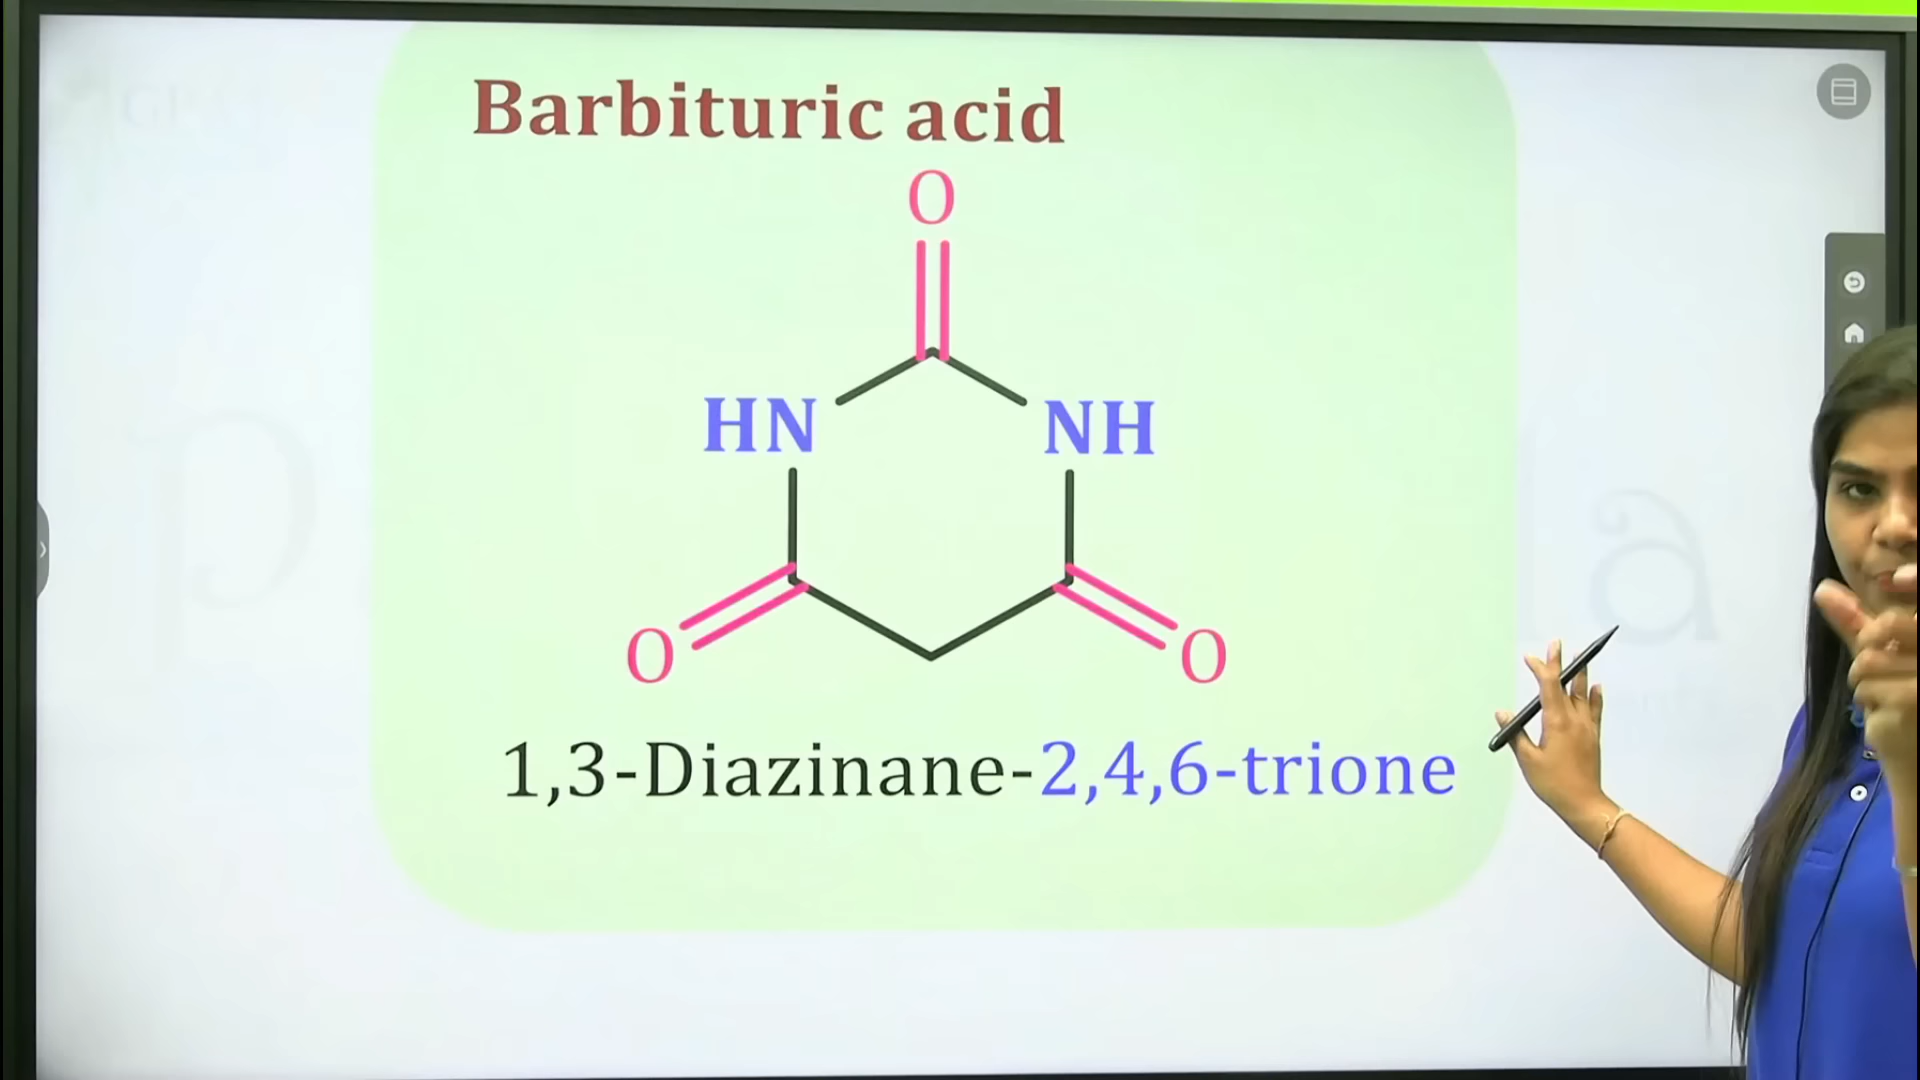 Barbituric acid
O
HN NH
O O
1,3-Diazinane-2,4,6-trione